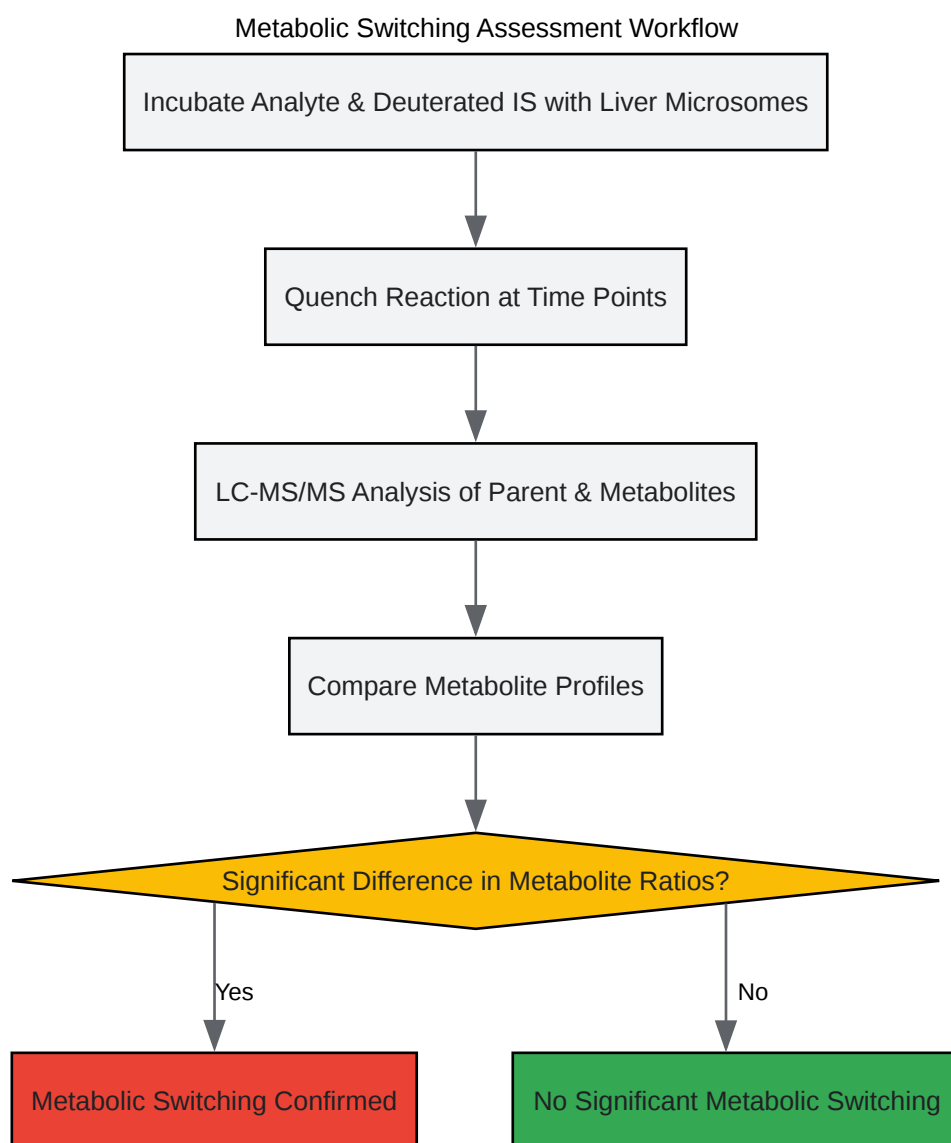 Metabolic Switching Assessment Workflow
Incubate Analyte & Deuterated IS with Liver Microsomes
Quench Reaction at Time Points
LC-MS/MS Analysis of Parent & Metabolites
Compare Metabolite Profiles
Significant Difference in Metabolite Ratios?
Yes
No
Metabolic Switching Confirmed
No Significant Metabolic Switching